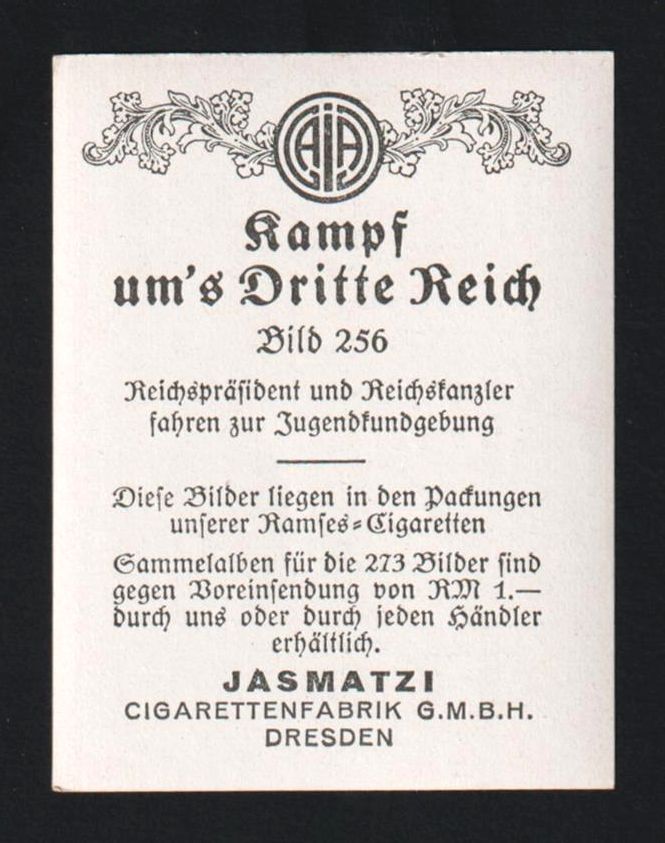 Kampf
um's Dritte Reich
Bild 256
Reichspräsident und Reichskanzler
fahren zur Jugendkundgebung
Diese Bilder liegen in den Packungen
unserer Ramses=Cigaretten
Sammelalben für die 273 Bilder sind
gegen Voreinsendung von RM 1.—
durch uns oder durch jeden Händler
erhältlich.
JASMATZI
CIGARETTENFABRIK G.M.B.H.
DRESDEN